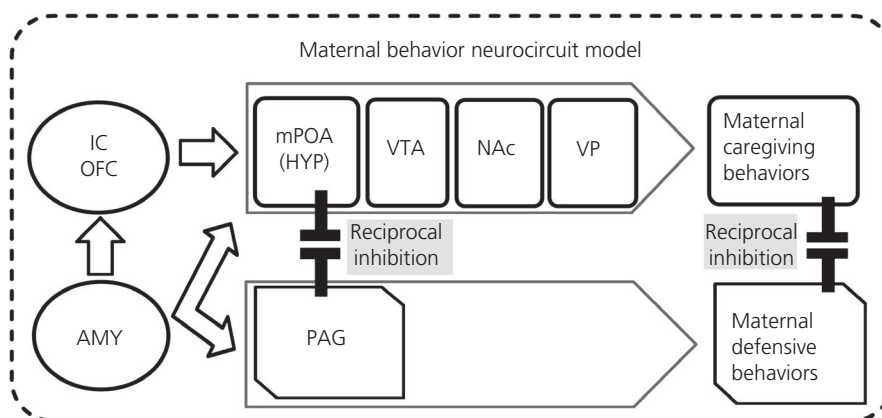 Maternal behavior neurocircuit model
IC
OFC
mPOA
(HYP)
VTA
NAc
VP
Maternal
caregiving
behaviors
Reciprocal
inhibition
Reciprocal
inhibition
AMY
PAG
Maternal
defensive
behaviors